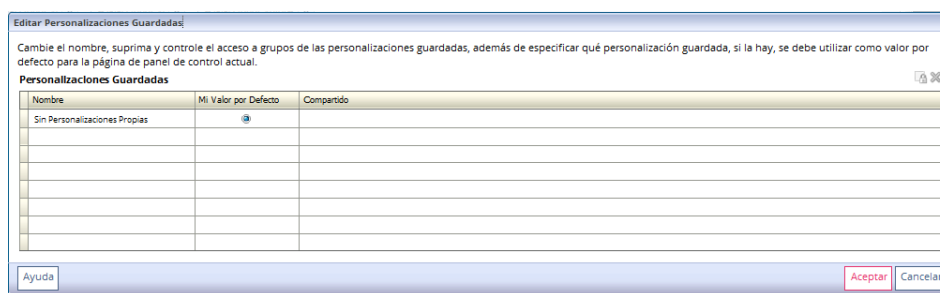 Editar Personalizaciones Guardadas
Cambie el nombre, suprima y controle el acceso a grupos de las personalizaciones guardadas, además de especificar qué personalización guardada, si la hay, se debe utilizar como valor por
defecto para la página de panel de control actual.
Personalizaciones Guardadas
Nombre Mi Valor por Defecto Compartido
Sin Personalizaciones Propias
Ayuda Aceptar Cancelar